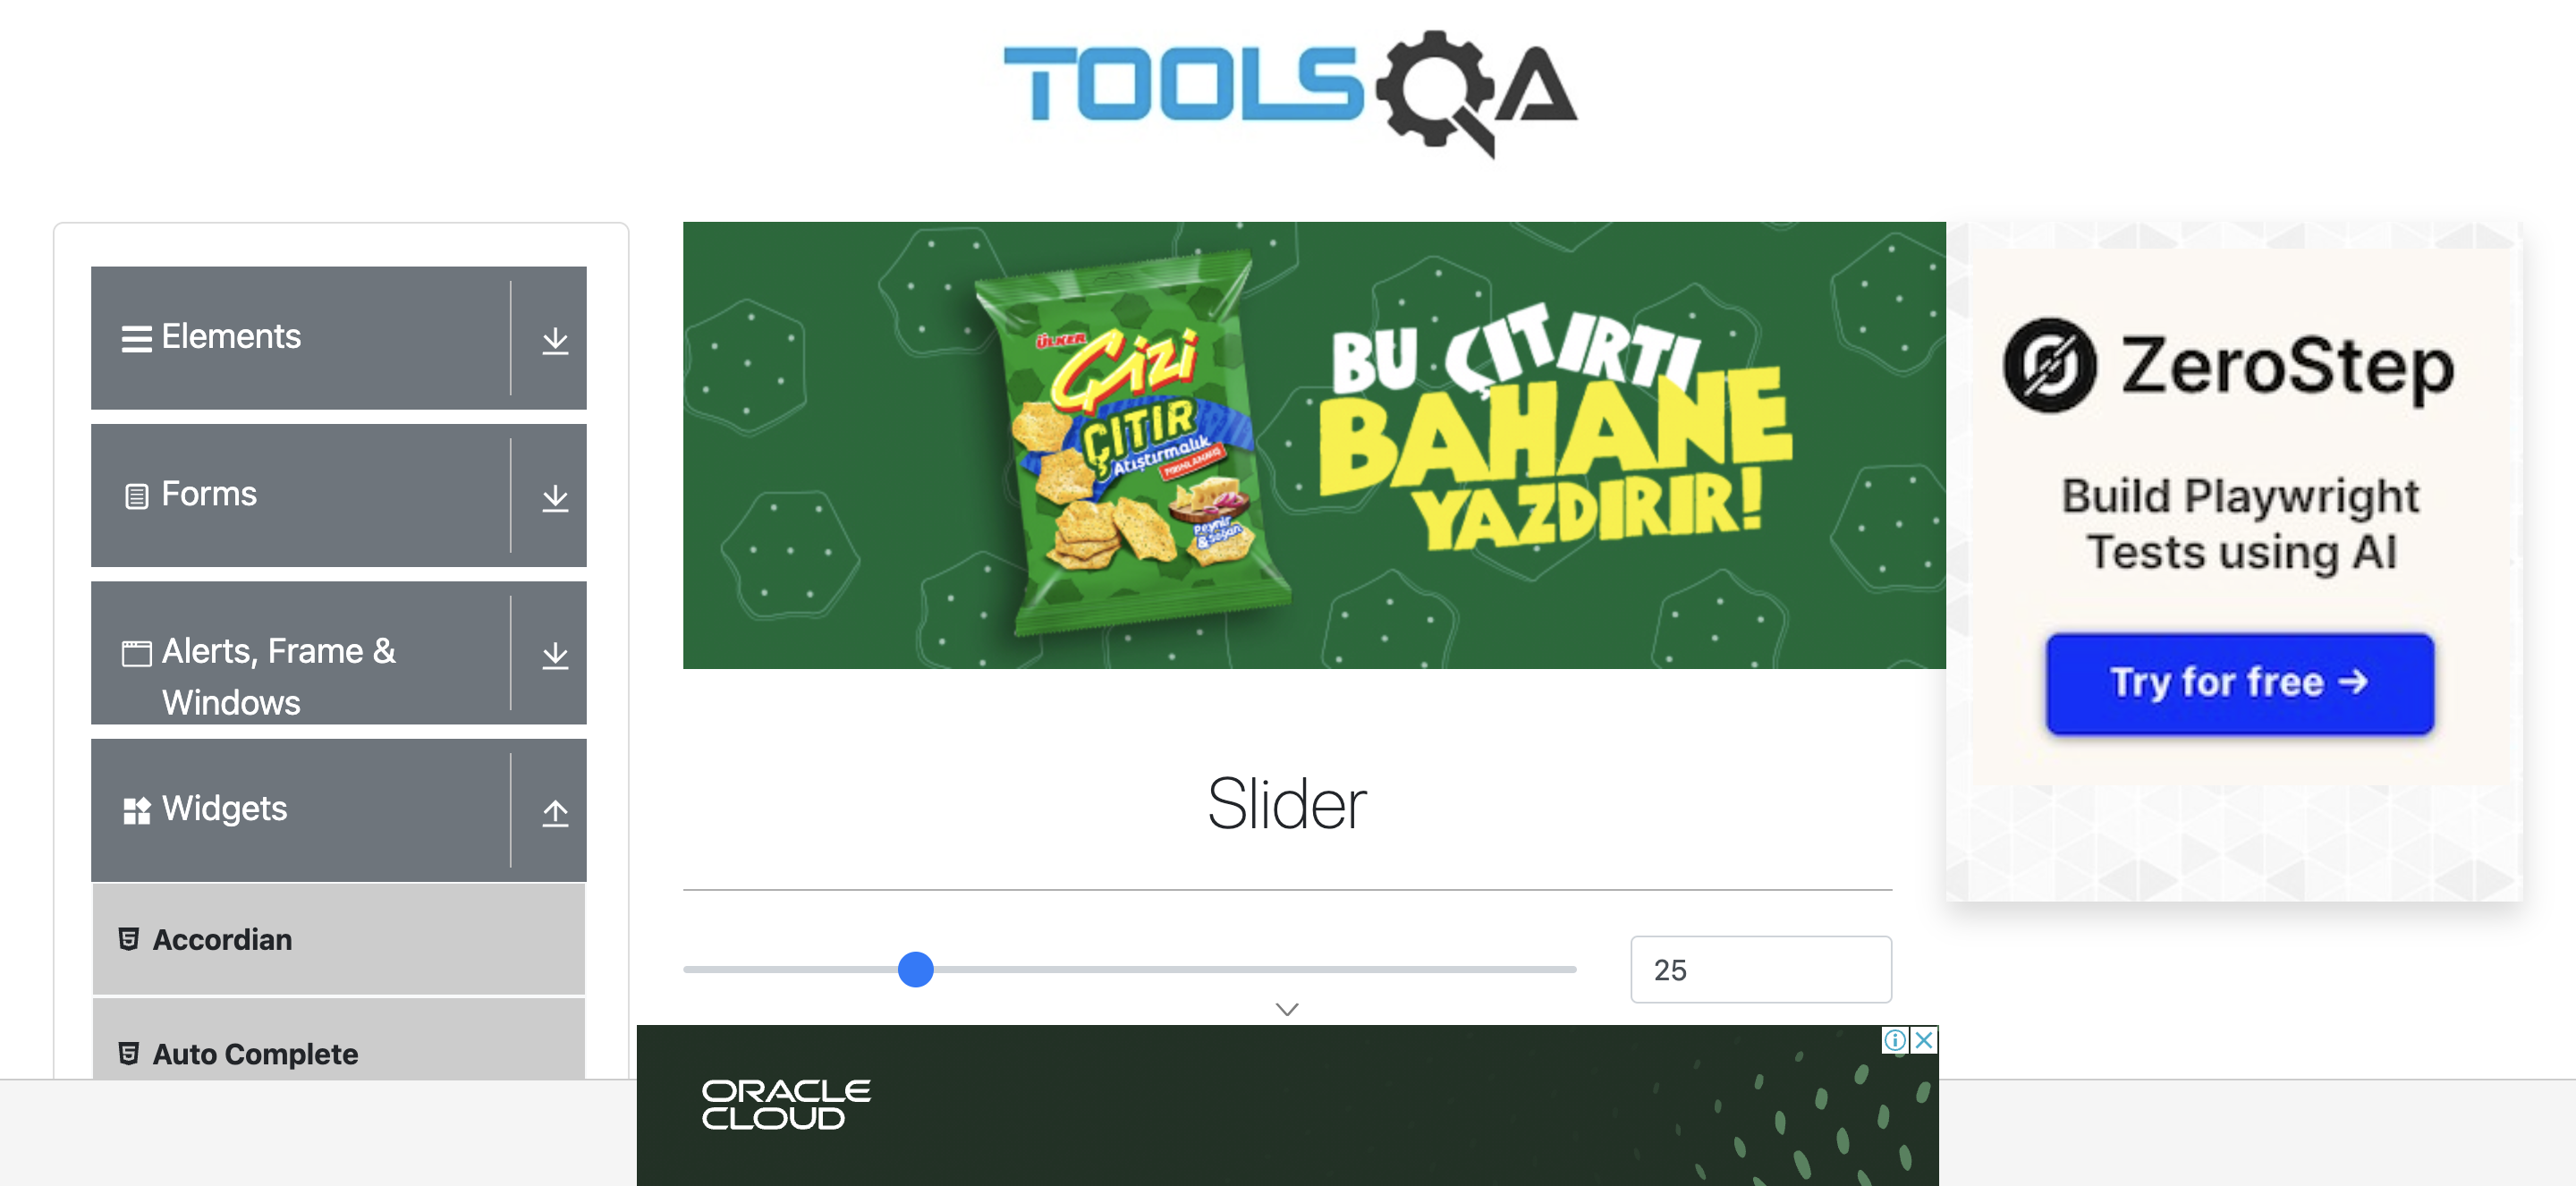 TOOLSQA
Elements
Forms
Alerts, Frame &
Windows
Widgets
Accordian
Auto Complete
ÜLKER
Çizi
ÇITIR
Atıştırmalık
FIRINLANMIŞ
Peynir
& Soğan
BU ÇITIRTI
BAHANE
YAZDIRIR!
Slider
25
ZeroStep
Build Playwright
Tests using AI
Try for free →
ORACLE
CLOUD